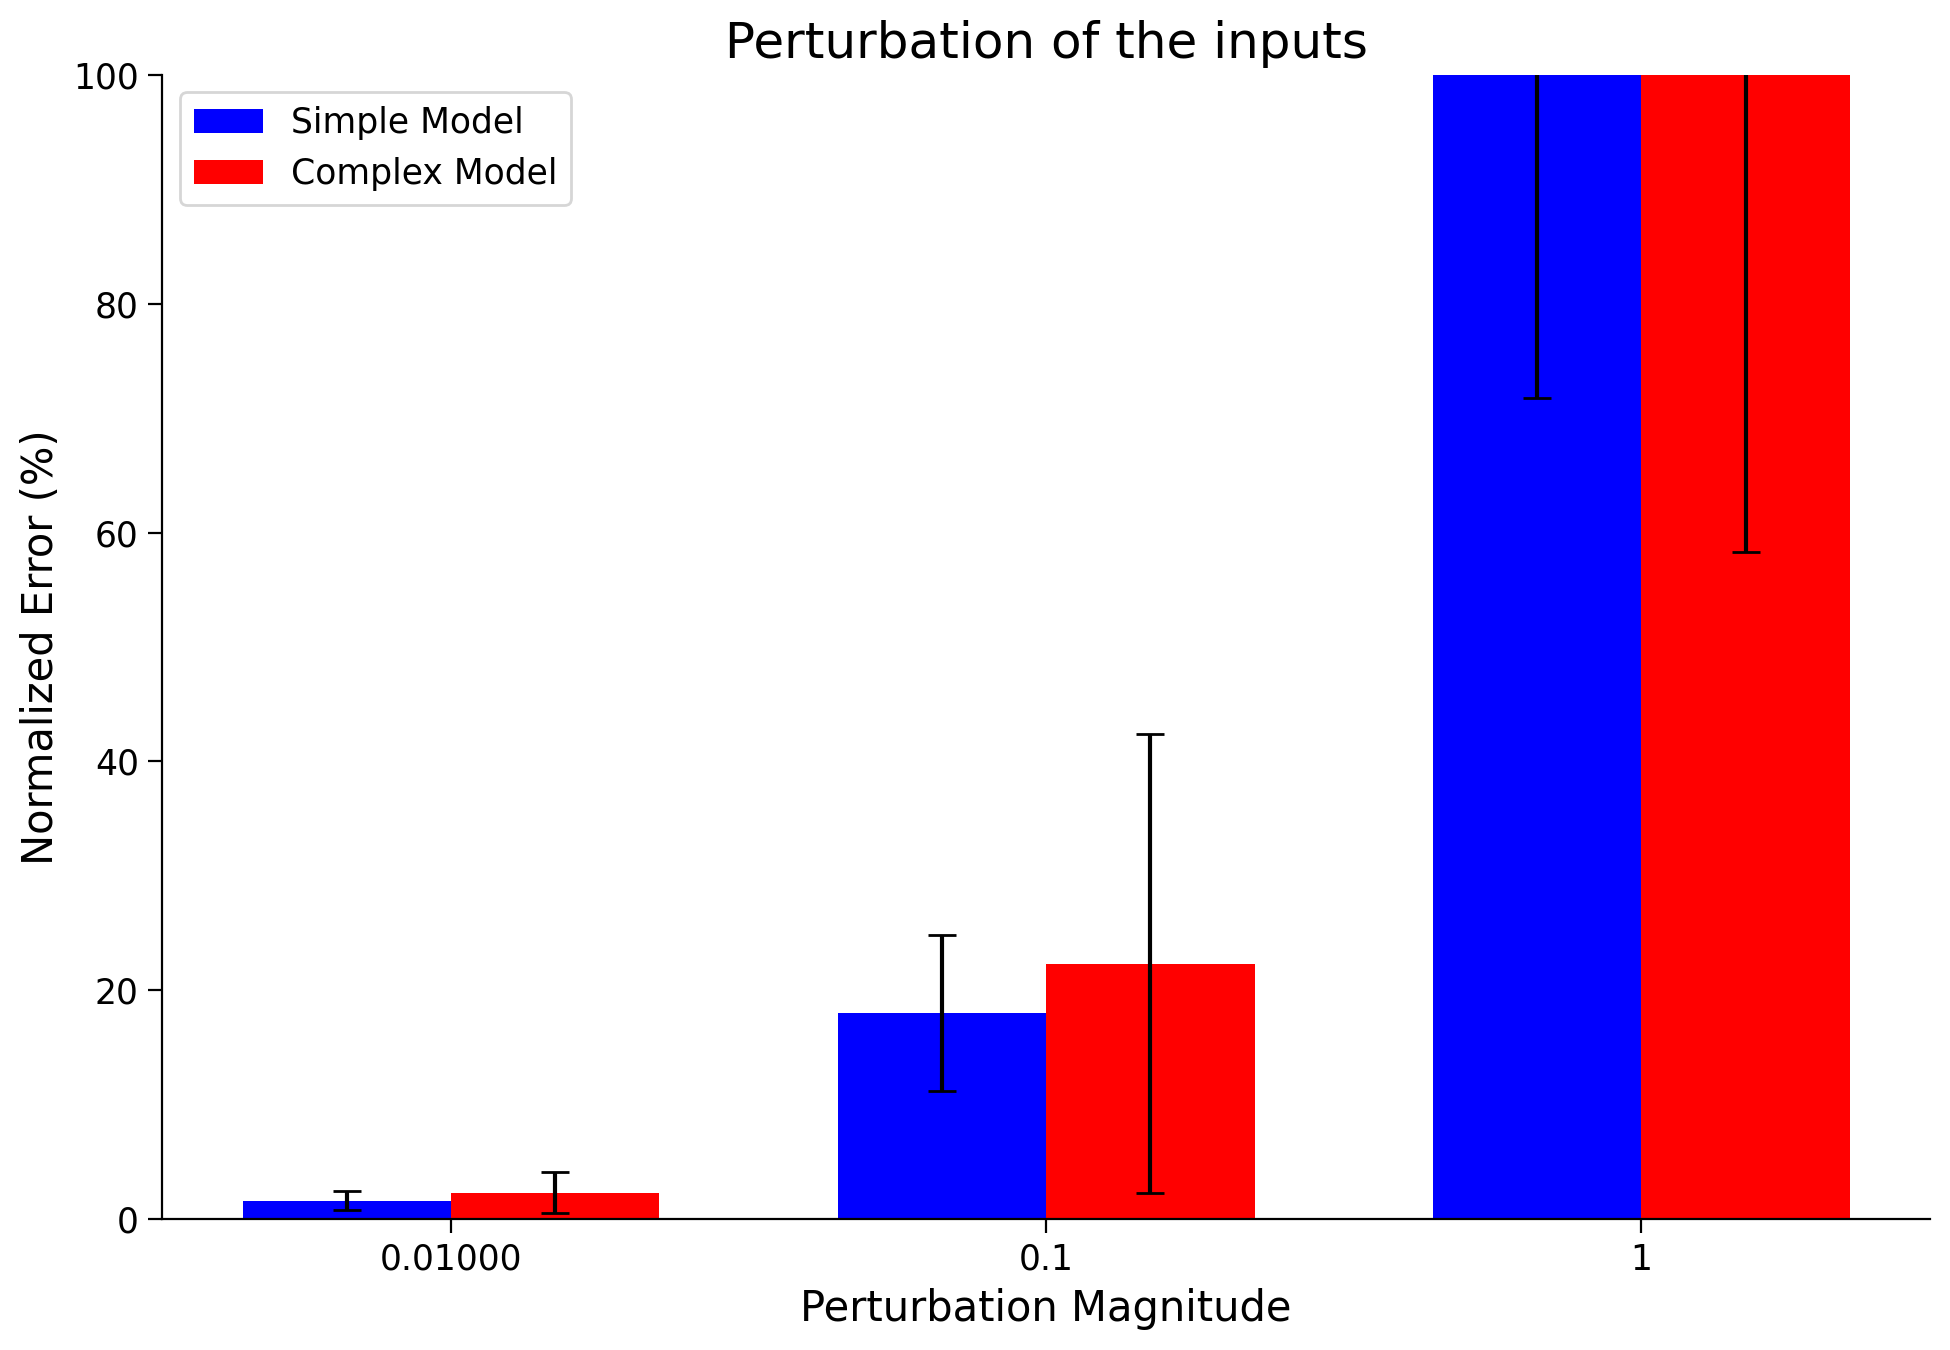 Perturbation of the inputs
Simple Model
Complex Model
100
80
60
40
20
0
Normalized Error (%)
0.01000
0.1
1
Perturbation Magnitude